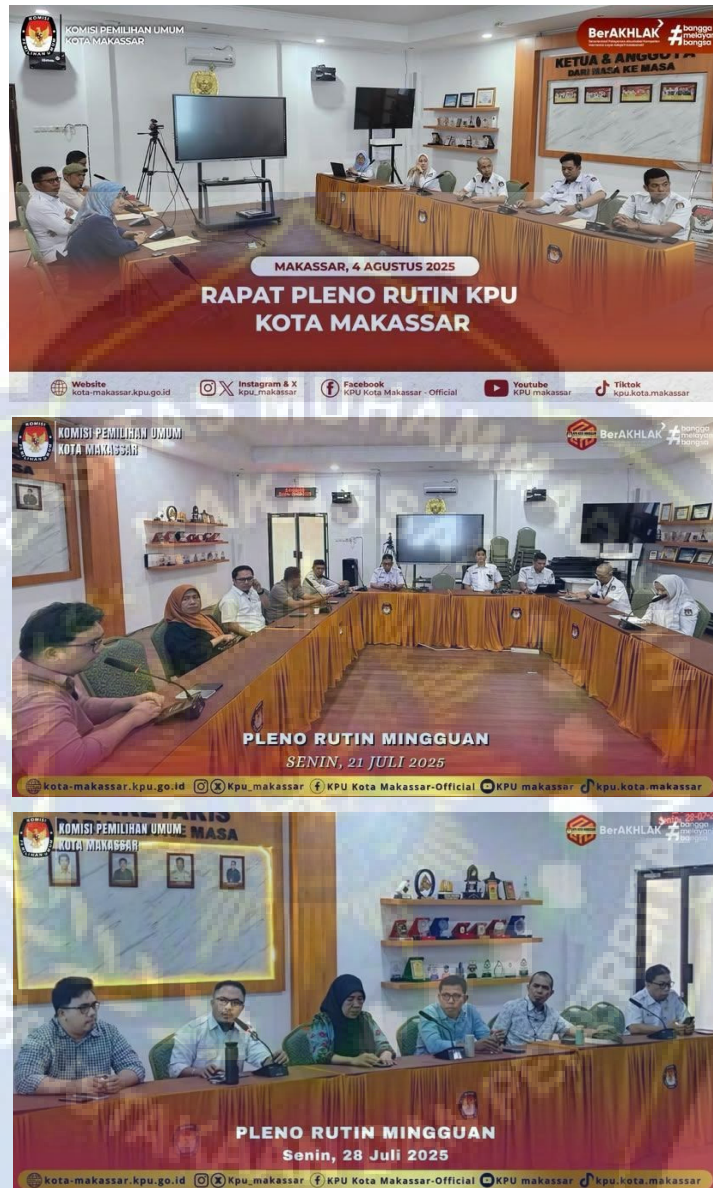 KOMISI PEMILIHAN UMUM
KOTA MAKASSAR
BerAKHLAK
#bangga
melayani
bangsa
KETUA & ANGGOTA
DARI MASA KE MASA
MAKASSAR, 4 AGUSTUS 2025
RAPAT PLENO RUTIN KPU
KOTA MAKASSAR
Website
kota-makassar.kpu.go.id
Instagram & X
kpu_makassar
Facebook
KPU Kota Makassar - Official
Youtube
KPU makassar
Tiktok
kpu.kota.makassar
KOMISI PEMILIHAN UMUM
KOTA MAKASSAR
BerAKHLAK
#bangga
melayani
bangsa
PLENO RUTIN MINGGUAN
SENIN, 21 JULI 2025
kota-makassar.kpu.go.id Kpu_makassar KPU Kota Makassar-Official KPU makassar kpu.kota.makassar
KOMISI PEMILIHAN UMUM
KOTA MAKASSAR
MASA
BerAKHLAK
#bangga
melayani
bangsa
PLENO RUTIN MINGGUAN
Senin, 28 Juli 2025
kota-makassar.kpu.go.id Kpu_makassar KPU Kota Makassar-Official KPU makassar kpu.kota.makassar